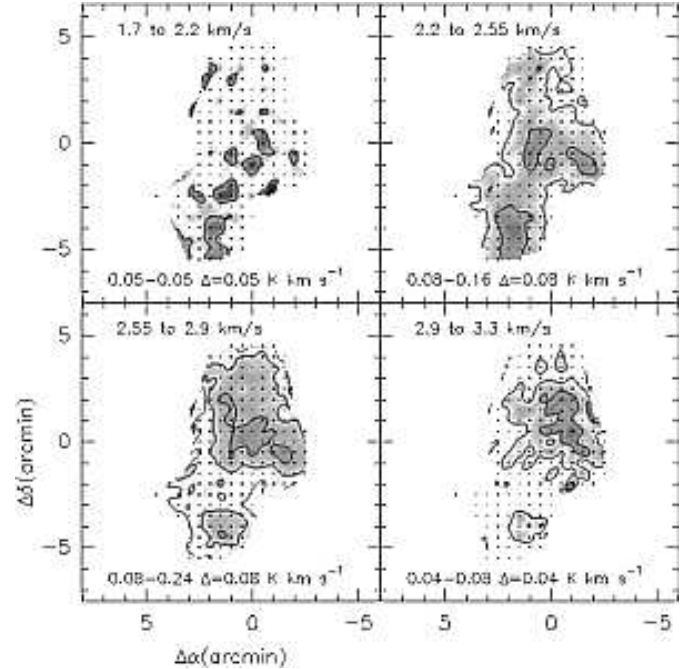 5
0
−5
1.7 to 2.2 km/s
0.05−0.05 Δ=0.05 K km s⁻¹
2.2 to 2.55 km/s
0.08−0.16 Δ=0.08 K km s⁻¹
5
0
−5
Δδ(arcmin)
2.55 to 2.9 km/s
0.08−0.24 Δ=0.08 K km s⁻¹
2.9 to 3.3 km/s
0.04−0.08 Δ=0.04 K km s⁻¹
5 0 −5
5 0 −5
Δα(arcmin)